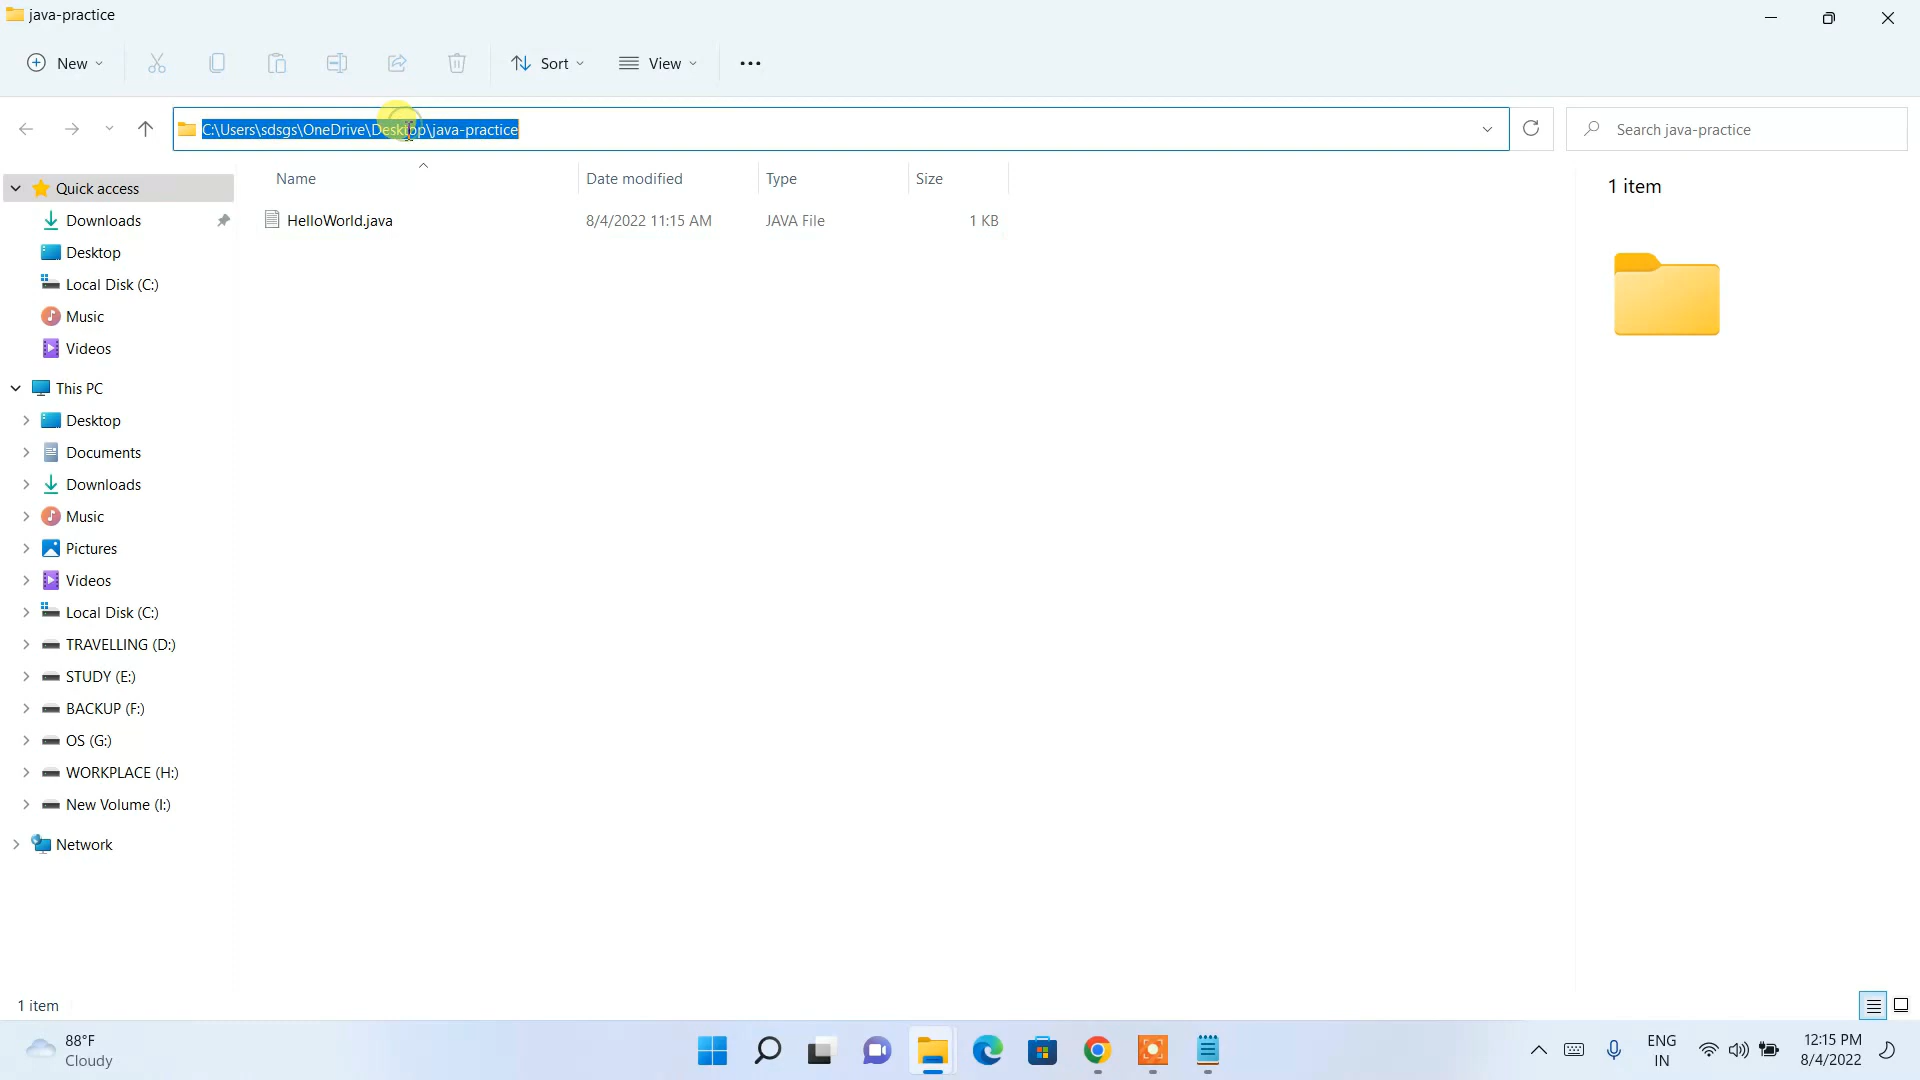 java-practice
New
Sort
View
C:\Users\sdsgs\OneDrive\Desktop\java-practice
Search java-practice
Name Date modified Type Size
HelloWorld.java 8/4/2022 11:15 AM JAVA File 1 KB
1 item
Quick access
Downloads
Desktop
Local Disk (C:)
Music
Videos
This PC
Desktop
Documents
Downloads
Music
Pictures
Videos
Local Disk (C:)
TRAVELLING (D:)
STUDY (E:)
BACKUP (F:)
OS (G:)
WORKPLACE (H:)
New Volume (I:)
Network
1 item
88°F
Cloudy
ENG
IN
12:15 PM
8/4/2022